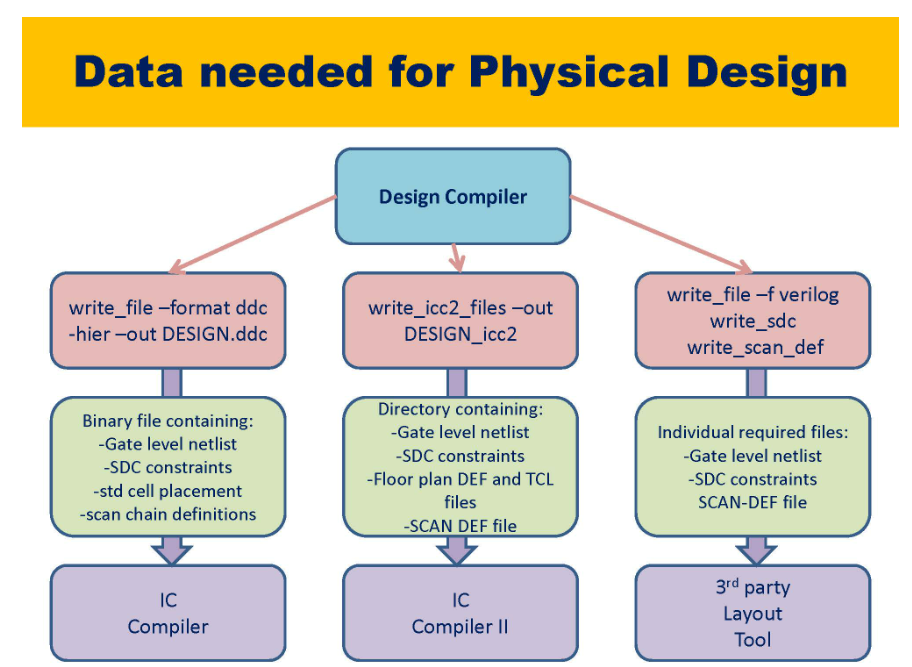 Data needed for Physical Design
Design Compiler
write_file –format ddc
-hier –out DESIGN.ddc
write_icc2_files –out
DESIGN_icc2
write_file –f verilog
write_sdc
write_scan_def
Binary file containing:
-Gate level netlist
-SDC constraints
-std cell placement
-scan chain definitions
Directory containing:
-Gate level netlist
-SDC constraints
-Floor plan DEF and TCL
files
-SCAN DEF file
Individual required files:
-Gate level netlist
-SDC constraints
SCAN-DEF file
IC
Compiler
IC
Compiler II
3rd party
Layout
Tool